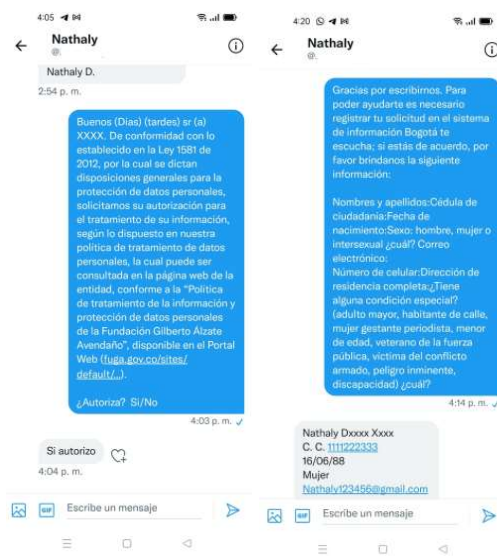 4:05
Nathaly
@.
Nathaly D.
2:54 p. m.
Buenos (Dias) (tardes) sr (a)
XXXX. De conformidad con lo
establecido en la Ley 1581 de
2012, por la cual se dictan
disposiciones generales para la
protección de datos personales,
solicitamos su autorización para
el tratamiento de su información,
según lo dispuesto en nuestra
política de tratamiento de datos
personales, la cual puede ser
consultada en la página web de la
entidad, conforme a la “Política
de tratamiento de la información y
protección de datos personales
de la Fundación Gilberto Álzate
Avendaño”, disponible en el Portal
Web (fuga.gov.co/sites/
default/...).
¿Autoriza? Si/No
4:03 p. m.
Si autorizo
4:04 p. m.
GIF
Escribe un mensaje
4:20
Nathaly
@.
Gracias por escribirnos. Para
poder ayudarte es necesario
registrar tu solicitud en el sistema
de información Bogotá te
escucha; si estás de acuerdo, por
favor bríndanos la siguiente
información:
Nombres y apellidos:Cédula de
ciudadanía:Fecha de
nacimiento:Sexo: hombre, mujer o
intersexual ¿cuál? Correo
electrónico:
Número de celular:Dirección de
residencia completa:¿Tiene
alguna condición especial?
(adulto mayor, habitante de calle,
mujer gestante periodista, menor
de edad, veterano de la fuerza
pública, víctima del conflicto
armado, peligro inminente,
discapacidad) ¿cuál?
4:14 p. m.
Nathaly Dxxxx Xxxx
C. C. 1111222333
16/06/88
Mujer
Nathaly123456@gmail.com
GIF
Escribe un mensaje